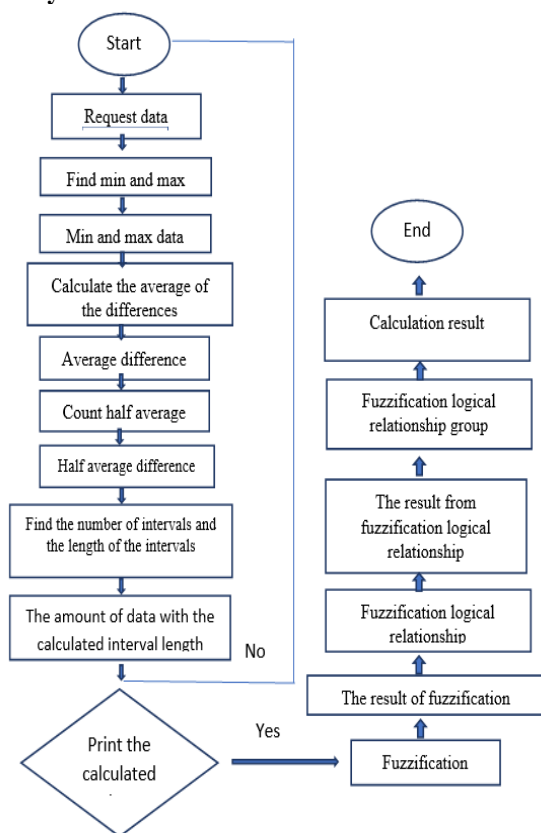 Start
Request data
Find min and max
Min and max data
Calculate the average of
the differences
Average difference
Count half average
Half average difference
Find the number of intervals and
the length of the intervals
The amount of data with the
calculated interval length
No
Print the
calculated
Yes
Fuzzification
The result of fuzzification
Fuzzification logical
relationship
The result from
fuzzification logical
relationship
Fuzzification logical
relationship group
Calculation result
End